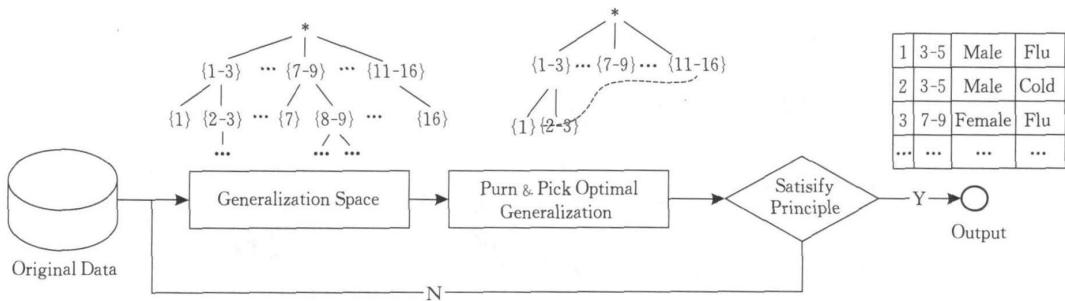 *
{1-3} ··· {7-9} ··· {11-16}
{1} {2-3} ··· {7} {8-9} ··· {16}
··· ··· ···
*
{1-3} ··· {7-9} ··· {11-16}
{1} {2-3}
1 3-5 Male Flu
2 3-5 Male Cold
3 7-9 Female Flu
··· ··· ··· ···
Original Data
Generalization Space
Purn & Pick Optimal
Generalization
Satisify
Principle
Y
Output
N